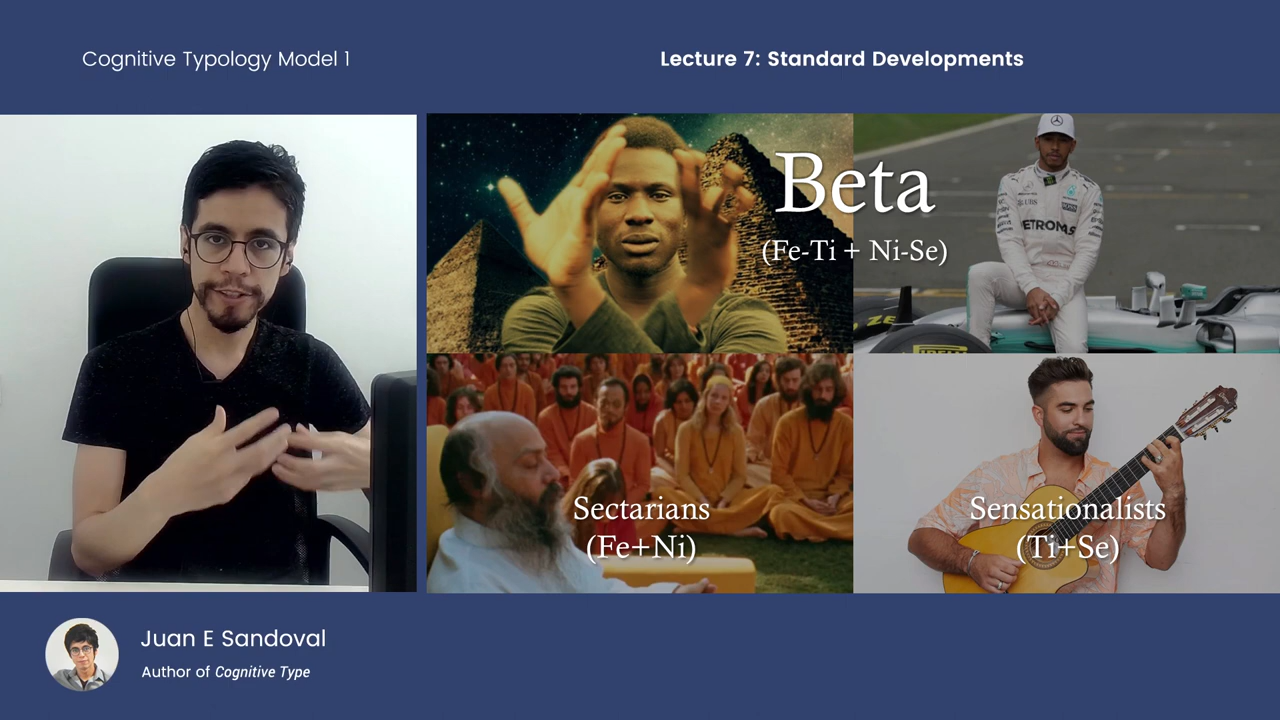 Cognitive Typology Model 1
Lecture 7: Standard Developments
Beta
(Fe-Ti + Ni-Se)
PETRONAS
Sectarians
(Fe+Ni)
Sensationalists
(Ti+Se)
Juan E Sandoval
Author of Cognitive Type